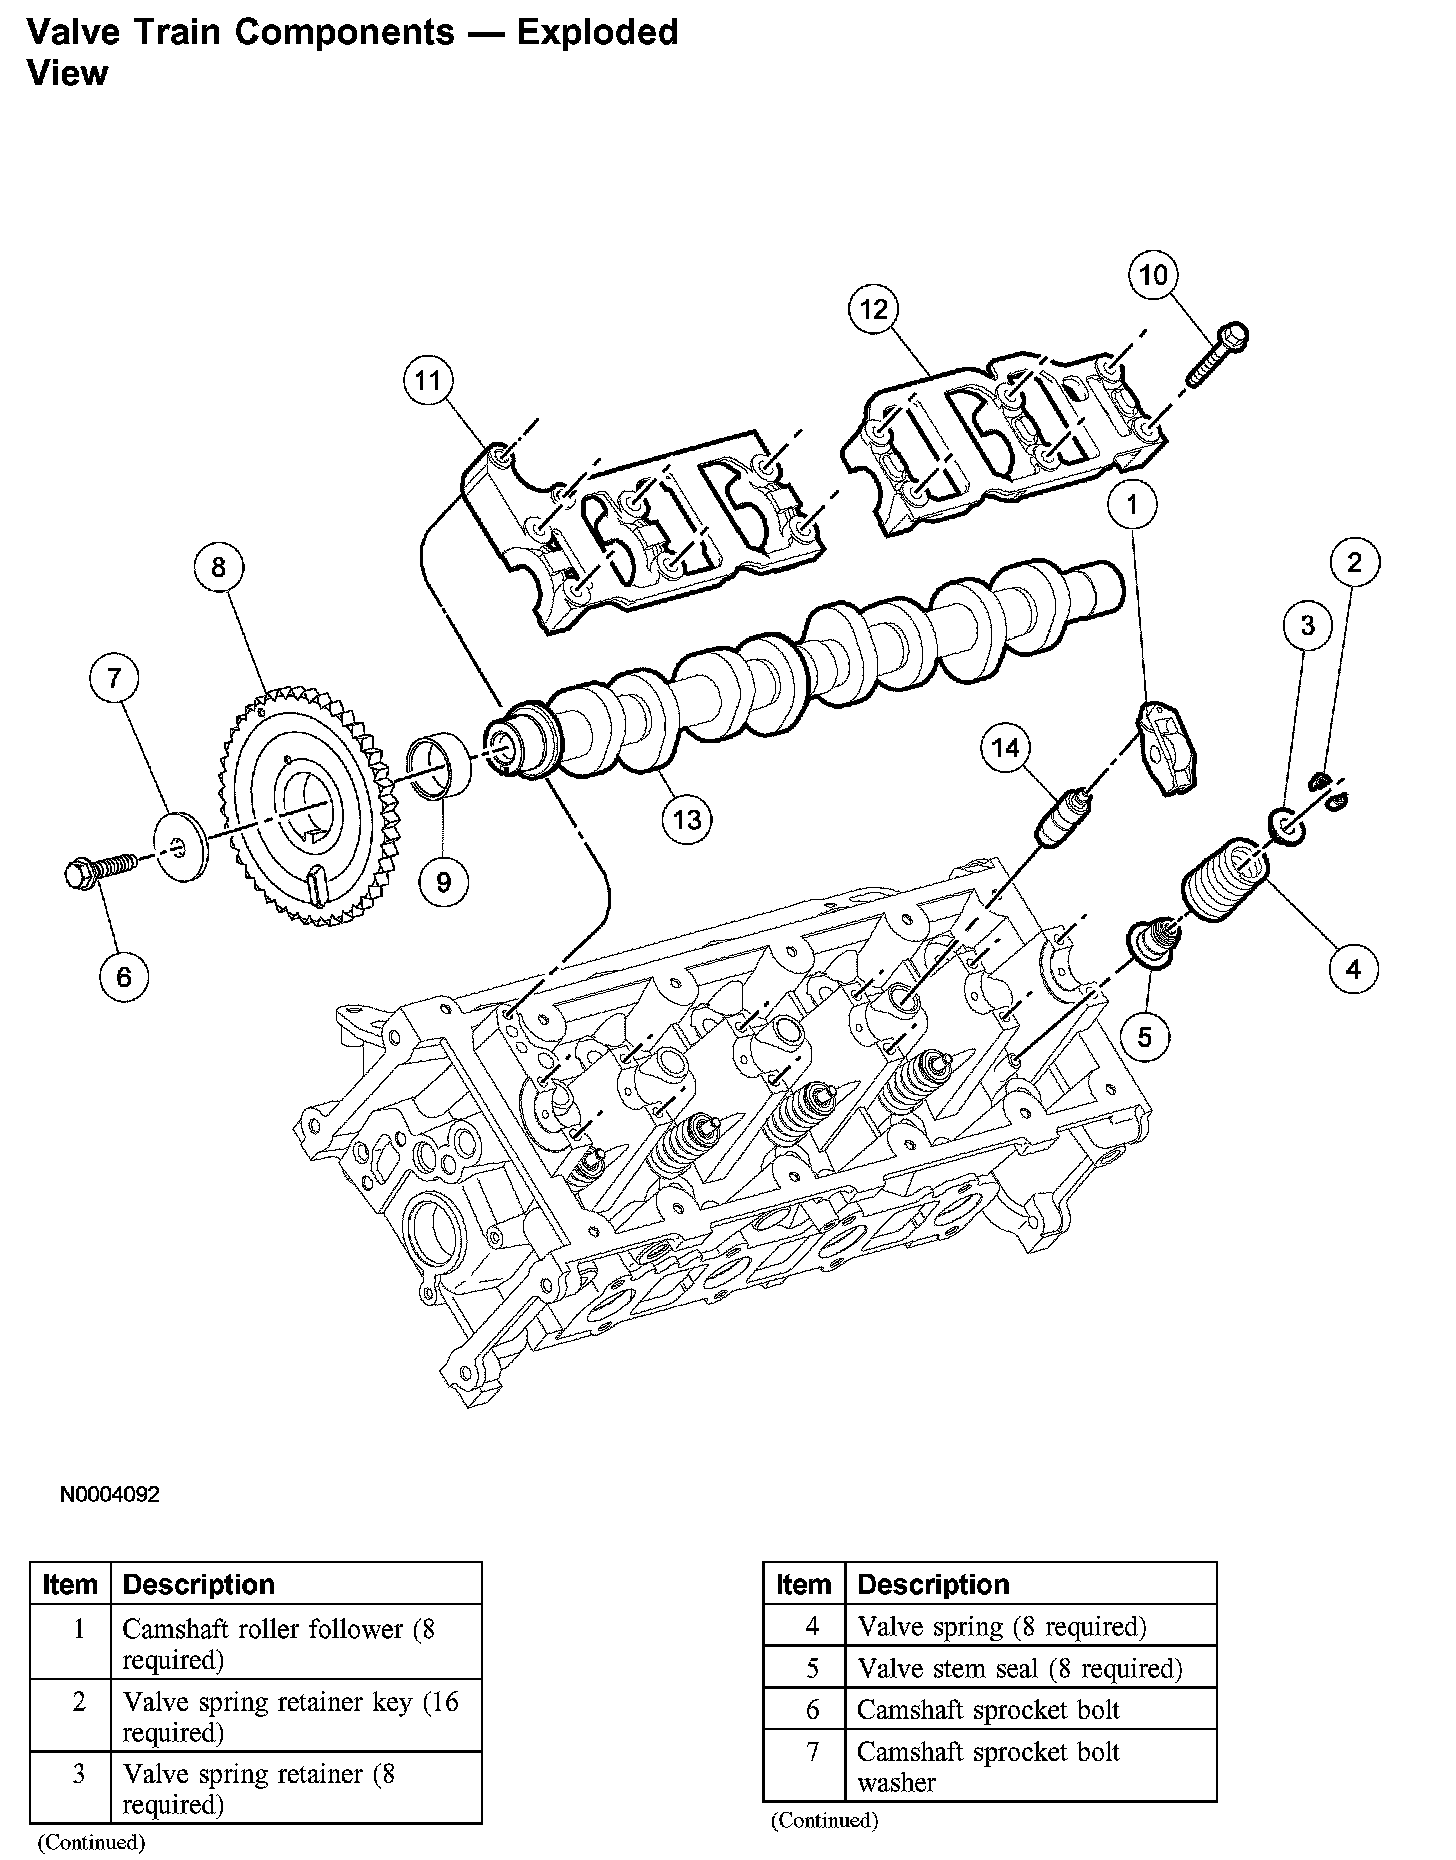 Valve Train Components — Exploded
View
10
12
11
1
8
2
3
7
14
13
9
6
4
5
N0004092
Item Description
1 Camshaft roller follower (8
required)
2 Valve spring retainer key (16
required)
3 Valve spring retainer (8
required)
(Continued)
Item Description
4 Valve spring (8 required)
5 Valve stem seal (8 required)
6 Camshaft sprocket bolt
7 Camshaft sprocket bolt
washer
(Continued)